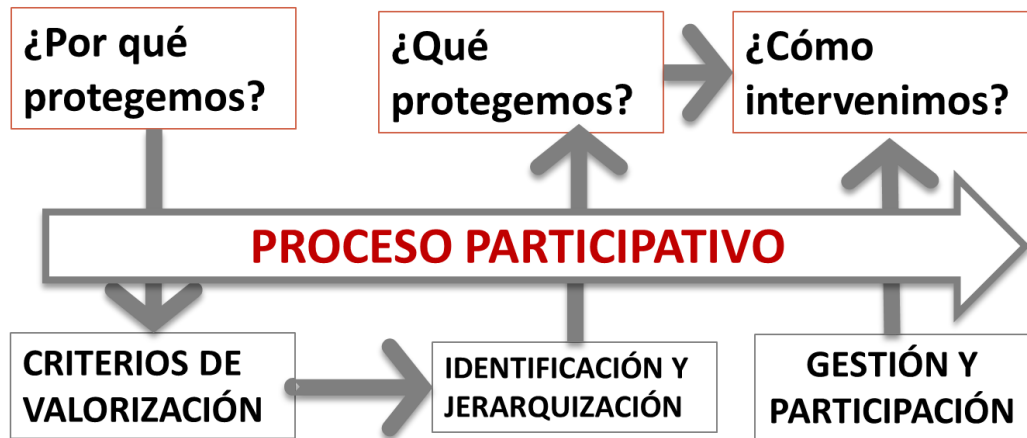 ¿Por qué
protegemos?
¿Qué
protegemos?
¿Cómo
intervenimos?
PROCESO PARTICIPATIVO
CRITERIOS DE
VALORIZACIÓN
IDENTIFICACIÓN Y
JERARQUIZACIÓN
GESTIÓN Y
PARTICIPACIÓN